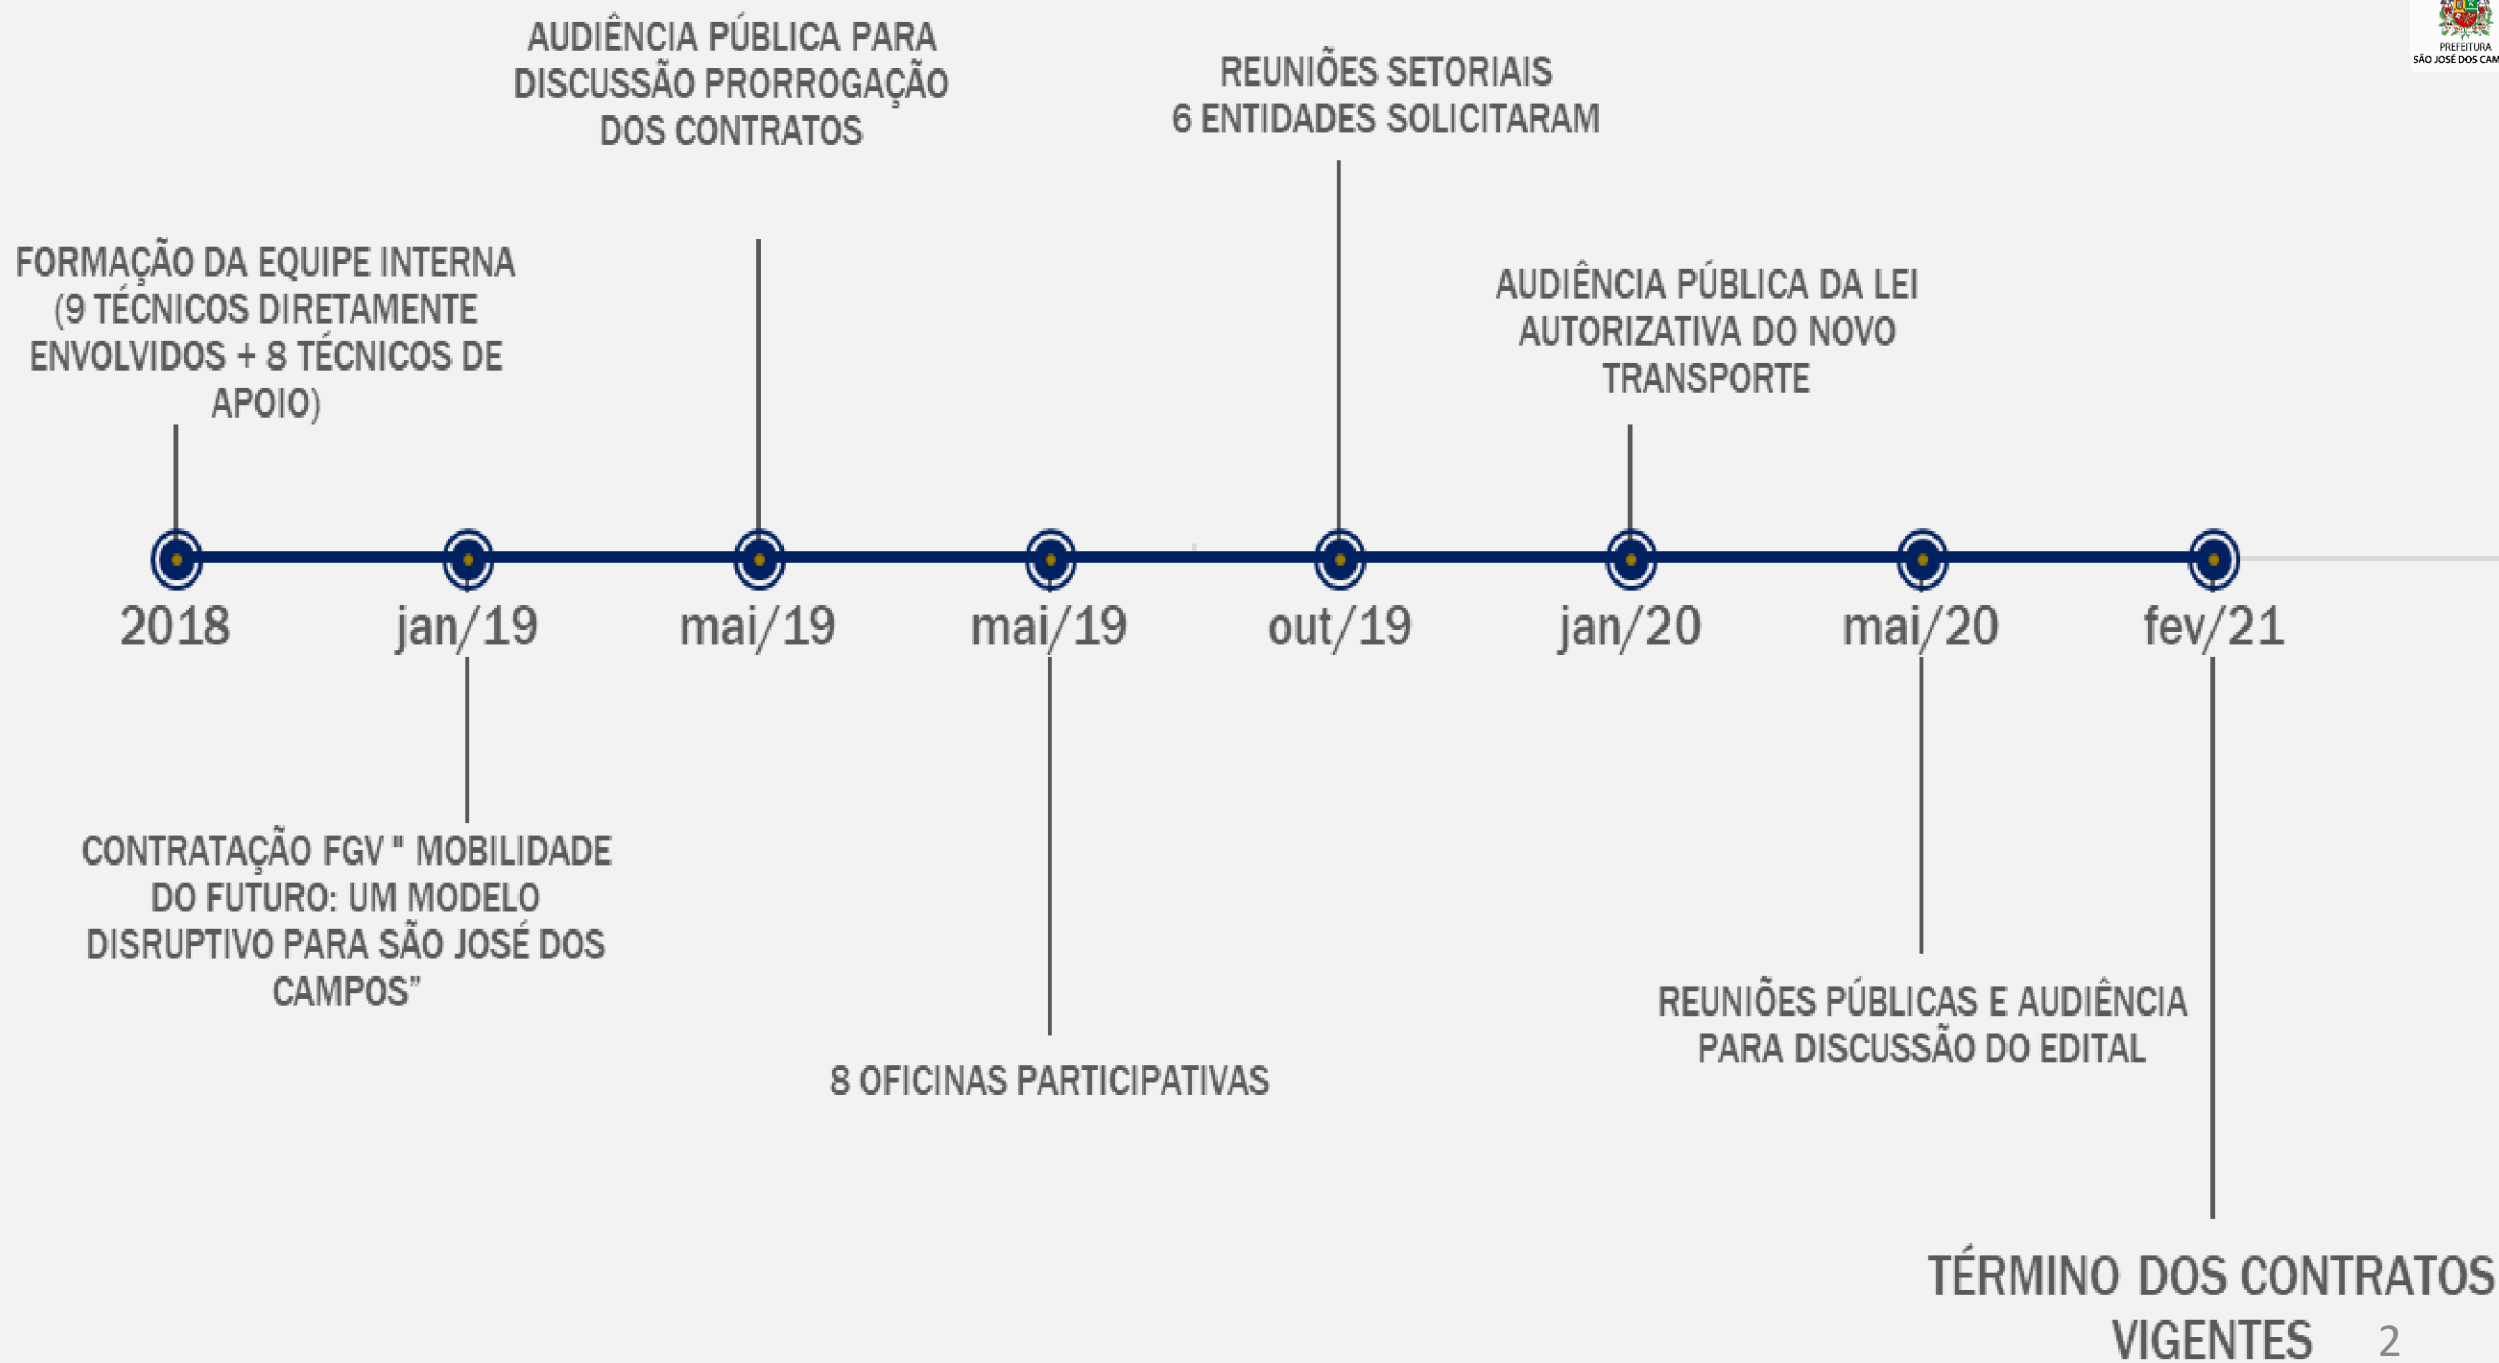 PREFEITURA
SÃO JOSÉ DOS CAM
AUDIÊNCIA PÚBLICA PARA
DISCUSSÃO PRORROGAÇÃO
DOS CONTRATOS
REUNIÕES SETORIAIS
6 ENTIDADES SOLICITARAM
FORMAÇÃO DA EQUIPE INTERNA
(9 TÉCNICOS DIRETAMENTE
ENVOLVIDOS + 8 TÉCNICOS DE
APOIO)
AUDIÊNCIA PÚBLICA DA LEI
AUTORIZATIVA DO NOVO
TRANSPORTE
2018 jan/19 mai/19 mai/19 out/19 jan/20 mai/20 fev/21
CONTRATAÇÃO FGV " MOBILIDADE
DO FUTURO: UM MODELO
DISRUPTIVO PARA SÃO JOSÉ DOS
CAMPOS”
8 OFICINAS PARTICIPATIVAS
REUNIÕES PÚBLICAS E AUDIÊNCIA
PARA DISCUSSÃO DO EDITAL
TÉRMINO DOS CONTRATOS
VIGENTES
2